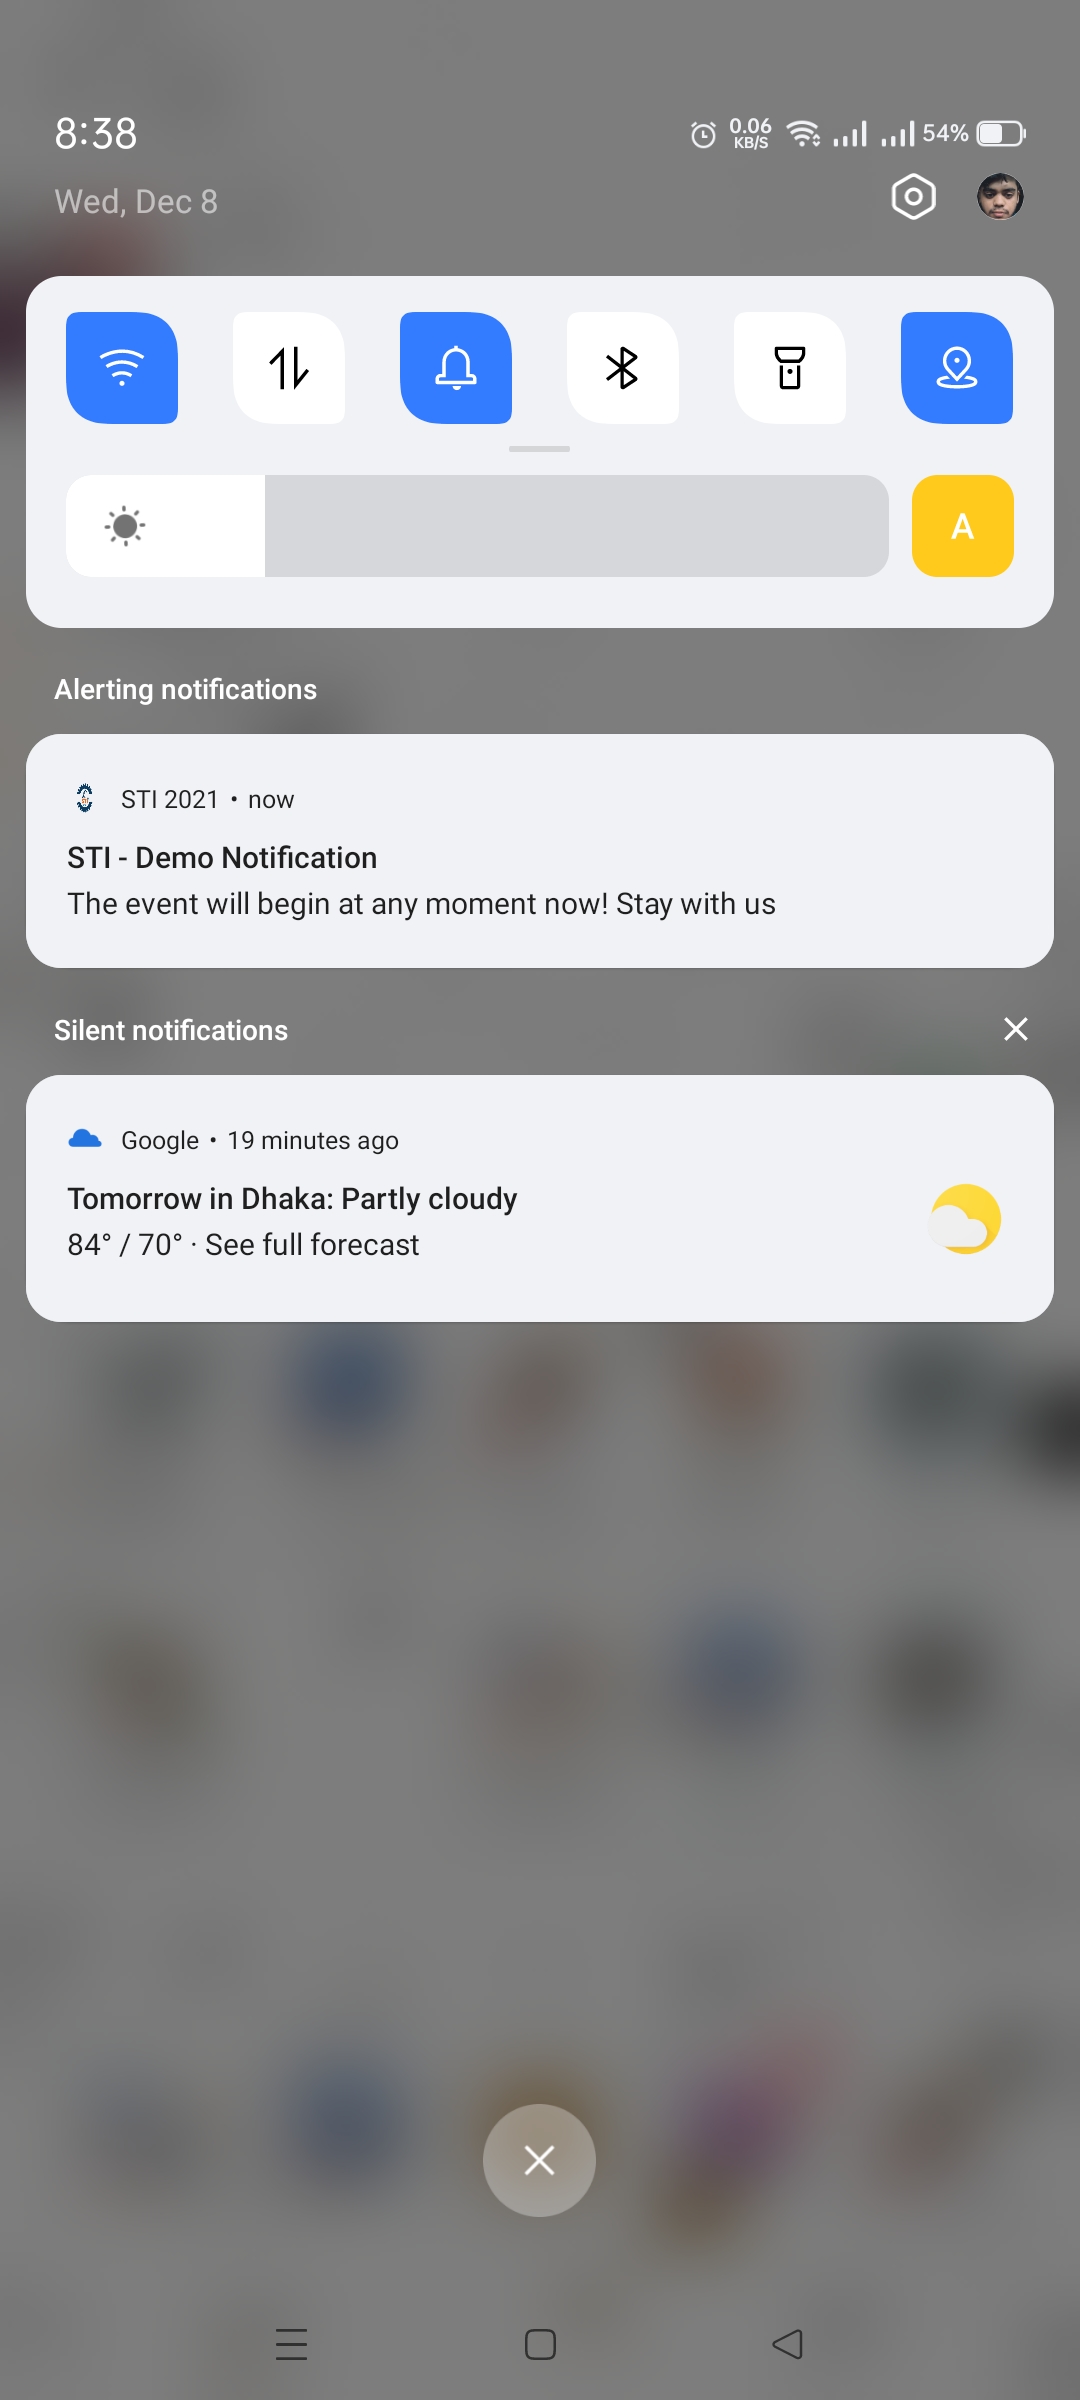 8:38
0.06
KB/S
54%
Wed, Dec 8
A
Alerting notifications
STI 2021 • now
STI - Demo Notification
The event will begin at any moment now! Stay with us
Silent notifications
Google • 19 minutes ago
Tomorrow in Dhaka: Partly cloudy
84° / 70° · See full forecast